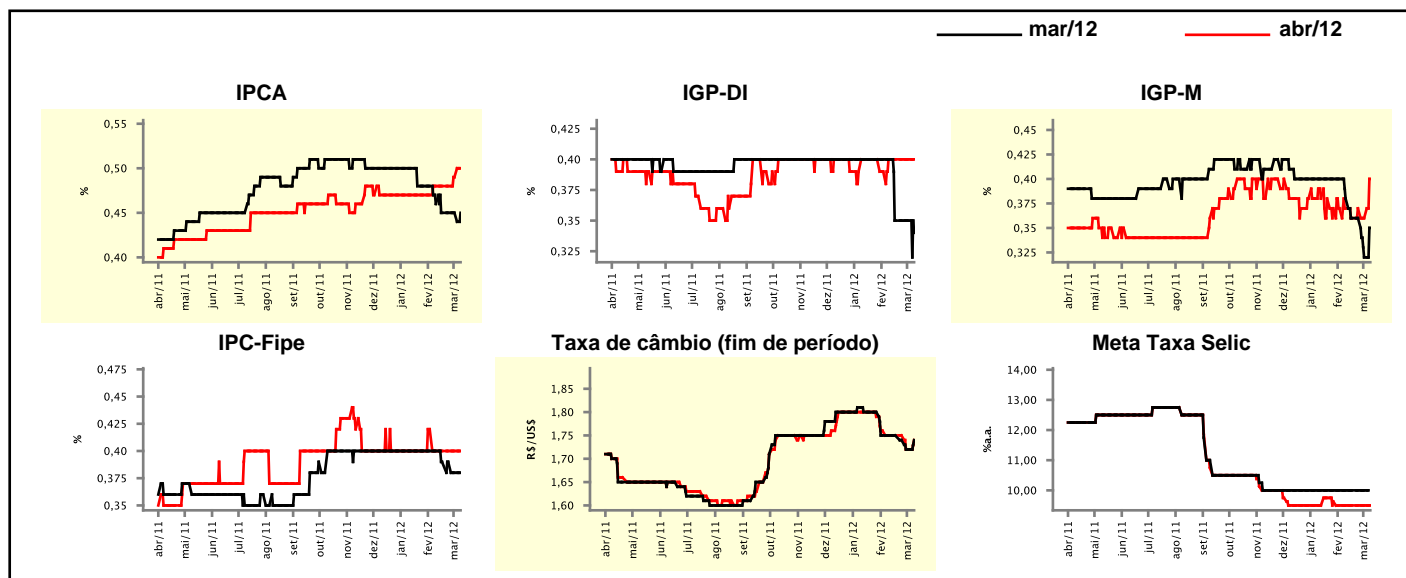 mar/12 abr/12
IPCA
%
0,55
0,50
0,45
0,40
abr/11 mai/11 jun/11 jul/11 ago/11 set/11 out/11 nov/11 dez/11 jan/12 fev/12 mar/12
IGP-DI
%
0,425
0,40
0,375
0,35
0,325
abr/11 mai/11 jun/11 jul/11 ago/11 set/11 out/11 nov/11 dez/11 jan/12 fev/12 mar/12
IGP-M
%
0,45
0,425
0,40
0,375
0,35
0,325
abr/11 mai/11 jun/11 jul/11 ago/11 set/11 out/11 nov/11 dez/11 jan/12 fev/12 mar/12
IPC-Fipe
%
0,475
0,45
0,425
0,40
0,375
0,35
abr/11 mai/11 jun/11 jul/11 ago/11 set/11 out/11 nov/11 dez/11 jan/12 fev/12 mar/12
Taxa de câmbio (fim de período)
R$/US$
1,85
1,80
1,75
1,70
1,65
1,60
abr/11 mai/11 jun/11 jul/11 ago/11 set/11 out/11 nov/11 dez/11 jan/12 fev/12 mar/12
Meta Taxa Selic
%a.a.
14,00
13,00
12,00
11,00
10,00
abr/11 mai/11 jun/11 jul/11 ago/11 set/11 out/11 nov/11 dez/11 jan/12 fev/12 mar/12